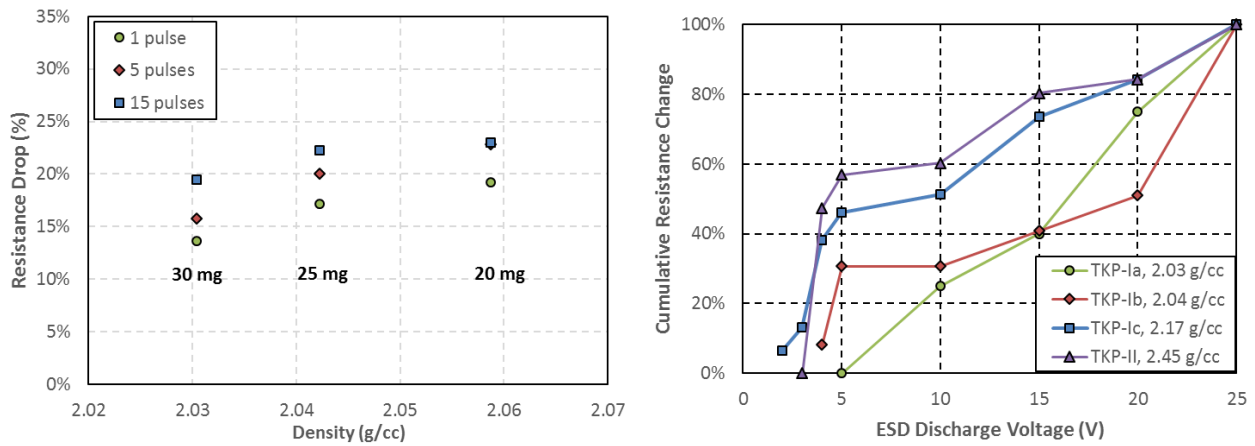 35%
30%
25%
20%
15%
10%
5%
0%
Resistance Drop (%)
1 pulse
5 pulses
15 pulses
30 mg
25 mg
20 mg
2.02
2.03
2.04
2.05
2.06
2.07
Density (g/cc)
100%
80%
60%
40%
20%
0%
Cumulative Resistance Change
TKP-Ia, 2.03 g/cc
TKP-Ib, 2.04 g/cc
TKP-Ic, 2.17 g/cc
TKP-II, 2.45 g/cc
0
5
10
15
20
25
ESD Discharge Voltage (V)